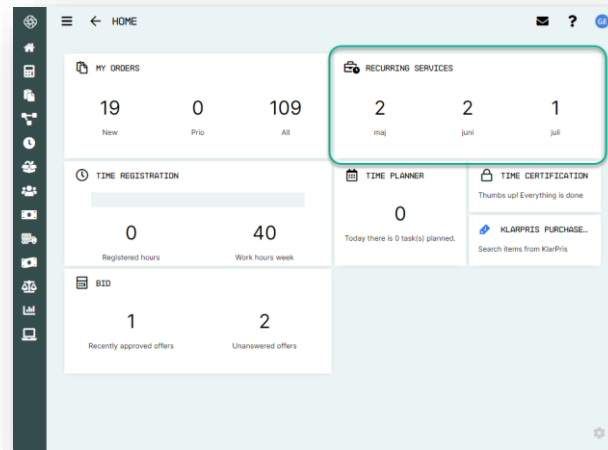 HOME
GE
MY ORDERS
19 0 109
New Prio All
RECURRING SERVICES
2 2 1
maj juni juli
TIME REGISTRATION
0 40
Registered hours Work hours week
TIME PLANNER
0
Today there is 0 task(s) planned.
TIME CERTIFICATION
Thumbs up! Everything is done
KLARPRIS PURCHASE…
Search items from KlarPris
BID
1 2
Recently approved offers Unanswered offers